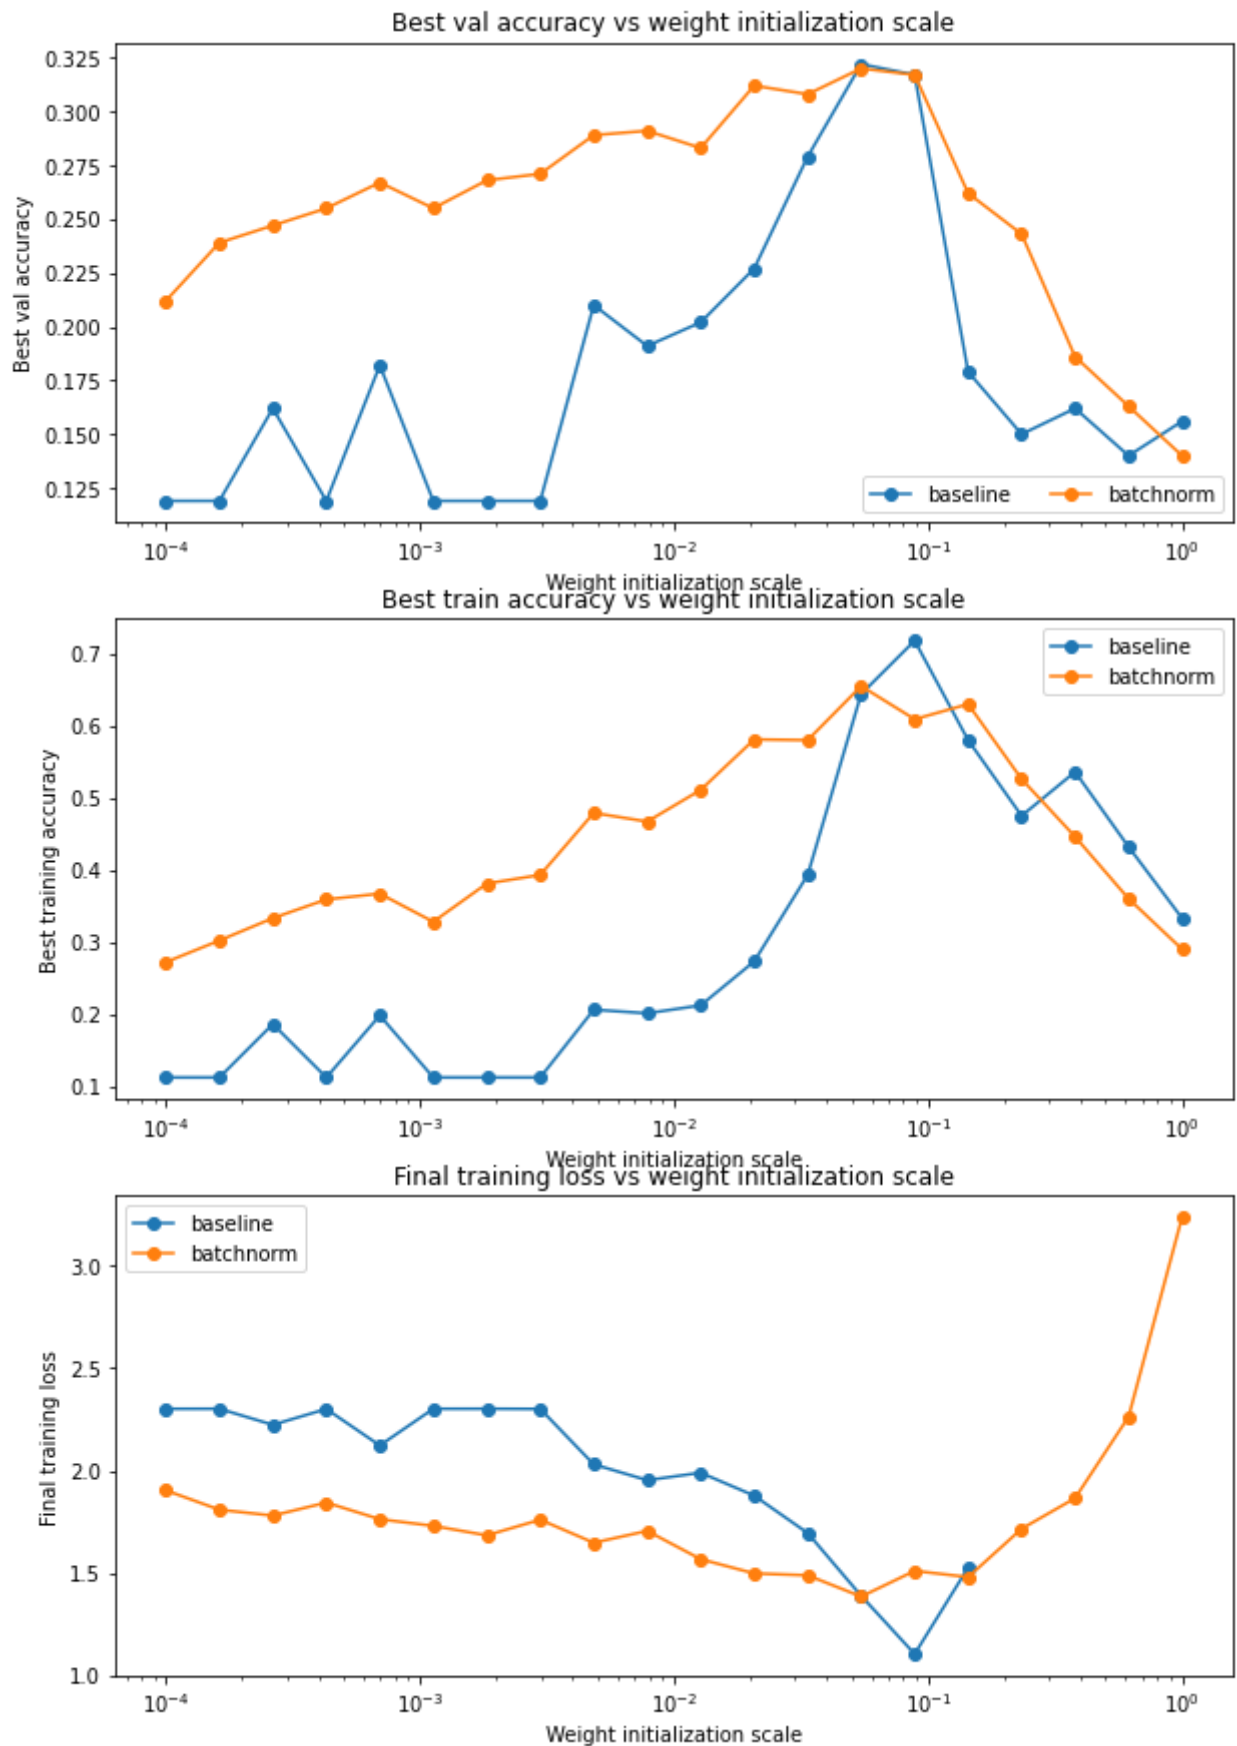 Best val accuracy vs weight initialization scale
0.325
0.300
0.275
0.250
0.225
0.200
0.175
0.150
0.125
Best val accuracy
baseline batchnorm
10⁻⁴ 10⁻³ 10⁻² 10⁻¹ 10⁰
Weight initialization scale
Best train accuracy vs weight initialization scale
0.7
0.6
0.5
0.4
0.3
0.2
0.1
Best training accuracy
baseline
batchnorm
10⁻⁴ 10⁻³ 10⁻² 10⁻¹ 10⁰
Weight initialization scale
Final training loss vs weight initialization scale
baseline
batchnorm
3.0
2.5
2.0
1.5
1.0
Final training loss
10⁻⁴ 10⁻³ 10⁻² 10⁻¹ 10⁰
Weight initialization scale